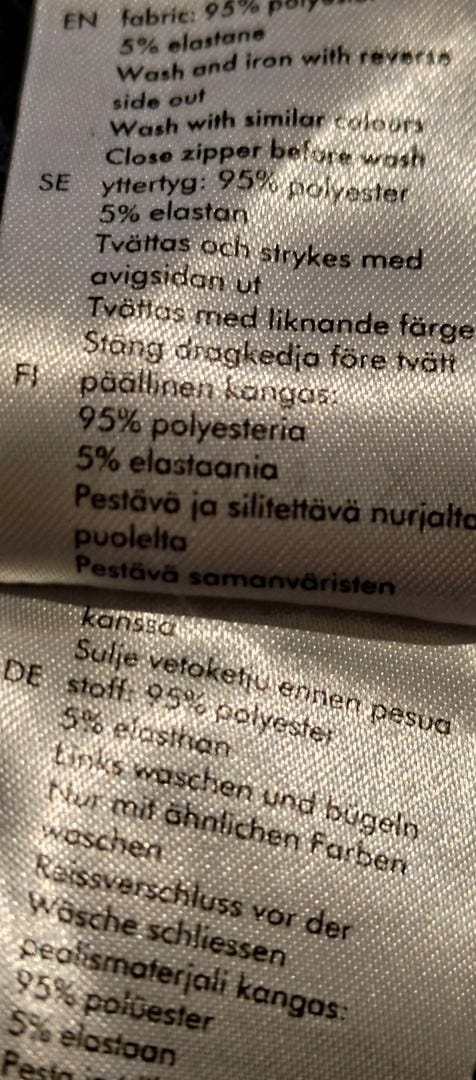 EN fabric: 95% polyester
5% elastane
Wash and iron with reverse
side out
Wash with similar colours
Close zipper before wash
SE yttertyg: 95% polyester
5% elastan
Tvättas och strykes med
avigsidan ut
Tvättas med liknande färge
Stäng dragkedja före tvätt
FI päällinen kangas:
95% polyesteria
5% elastaania
Pestävä ja silitettävä nurjalta
puolelta
Pestävä samanväristen
kanssa
Sulje vetoketju ennen pesua
DE stoff: 95% polyester
5% elasthan
Links waschen und bügeln
Nur mit ähnlichen Farben
waschen
Reissverschluss vor der
Wäsche schliessen
pealismaterjali kangas:
95% polüester
5% elastaan
Pesta ja